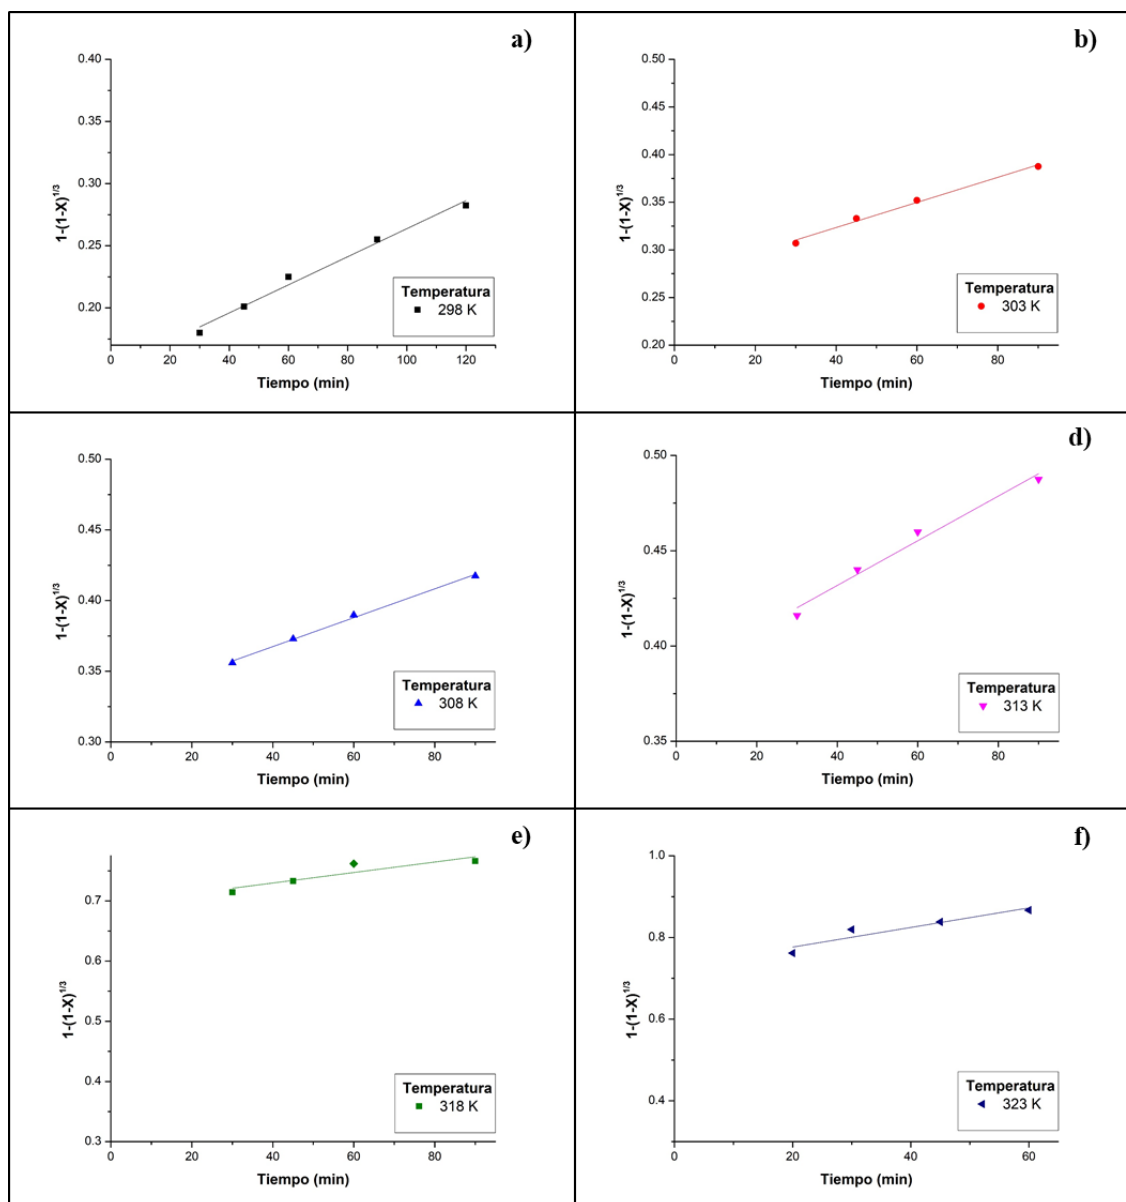 a)
0.40
0.35
0.30
0.25
0.20
1-(1-X)^1/3
0 20 40 60 80 100 120
Tiempo (min)
Temperatura
298 K
b)
0.50
0.45
0.40
0.35
0.30
0.25
0.20
1-(1-X)^1/3
0 20 40 60 80
Tiempo (min)
Temperatura
303 K
0.50
0.45
0.40
0.35
0.30
1-(1-X)^1/3
0 20 40 60 80
Tiempo (min)
Temperatura
308 K
d)
0.50
0.45
0.40
0.35
1-(1-X)^1/3
0 20 40 60 80
Tiempo (min)
Temperatura
313 K
e)
0.7
0.6
0.5
0.4
0.3
1-(1-X)^1/3
0 20 40 60 80
Tiempo (min)
Temperatura
318 K
f)
1.0
0.8
0.6
0.4
1-(1-X)^1/3
0 20 40 60
Tiempo (min)
Temperatura
323 K